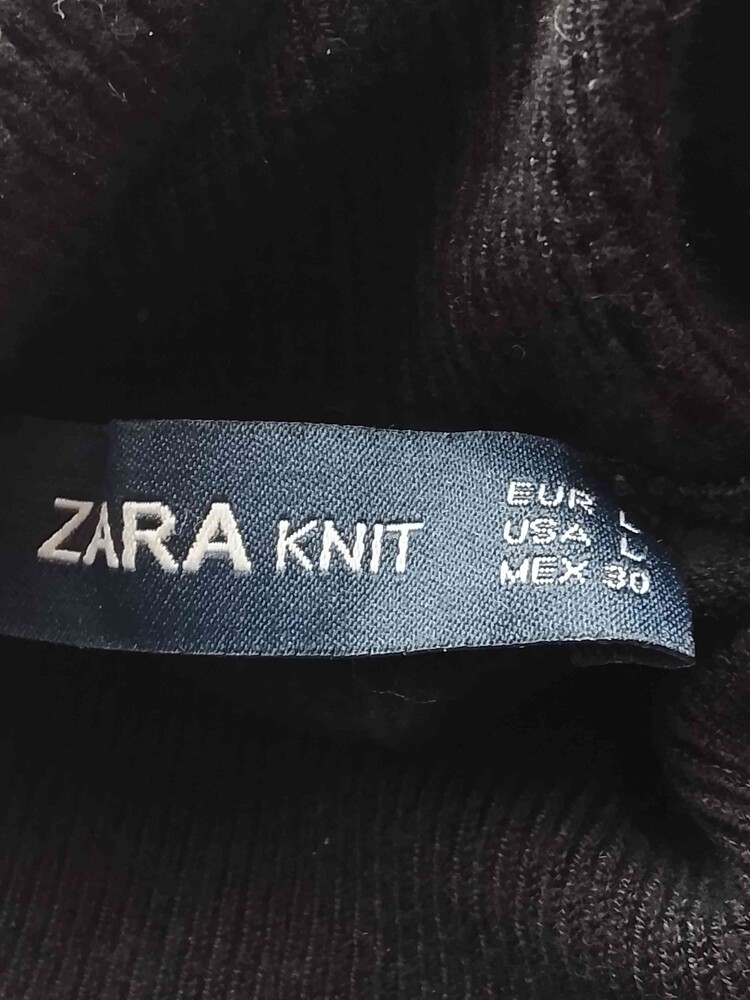 ZARA KNIT
EUR L
USA L
MEX 30